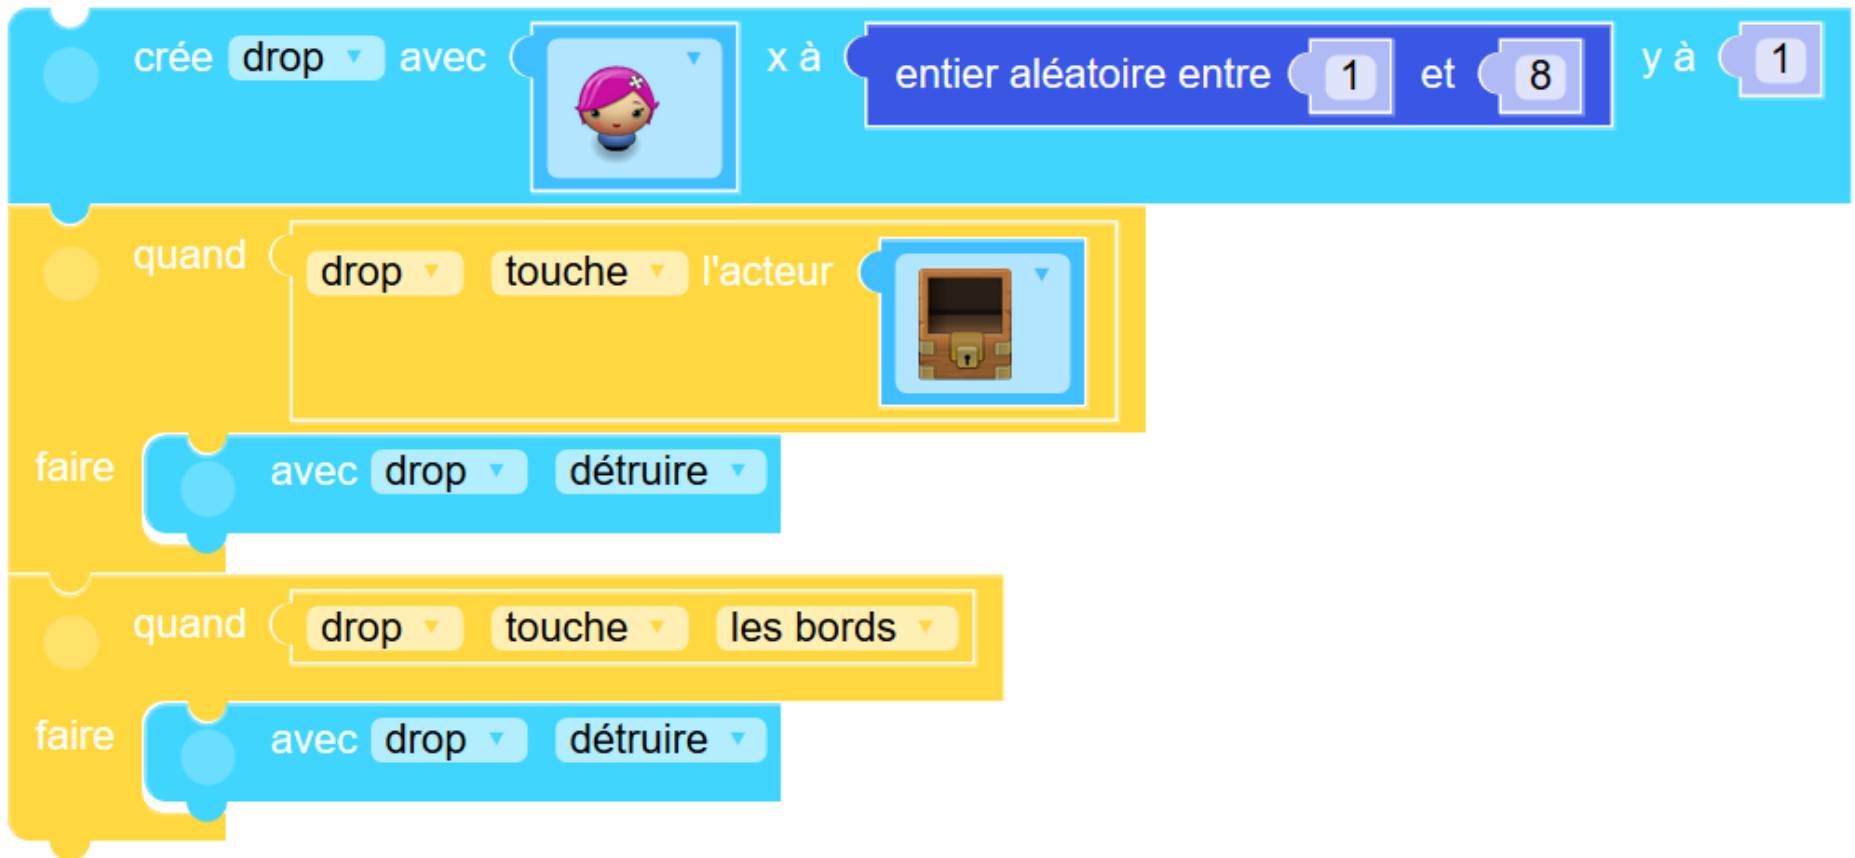 crée drop avec x à entier aléatoire entre 1 et 8 y à 1
quand drop touche l'acteur
faire avec drop détruire
quand drop touche les bords
faire avec drop détruire